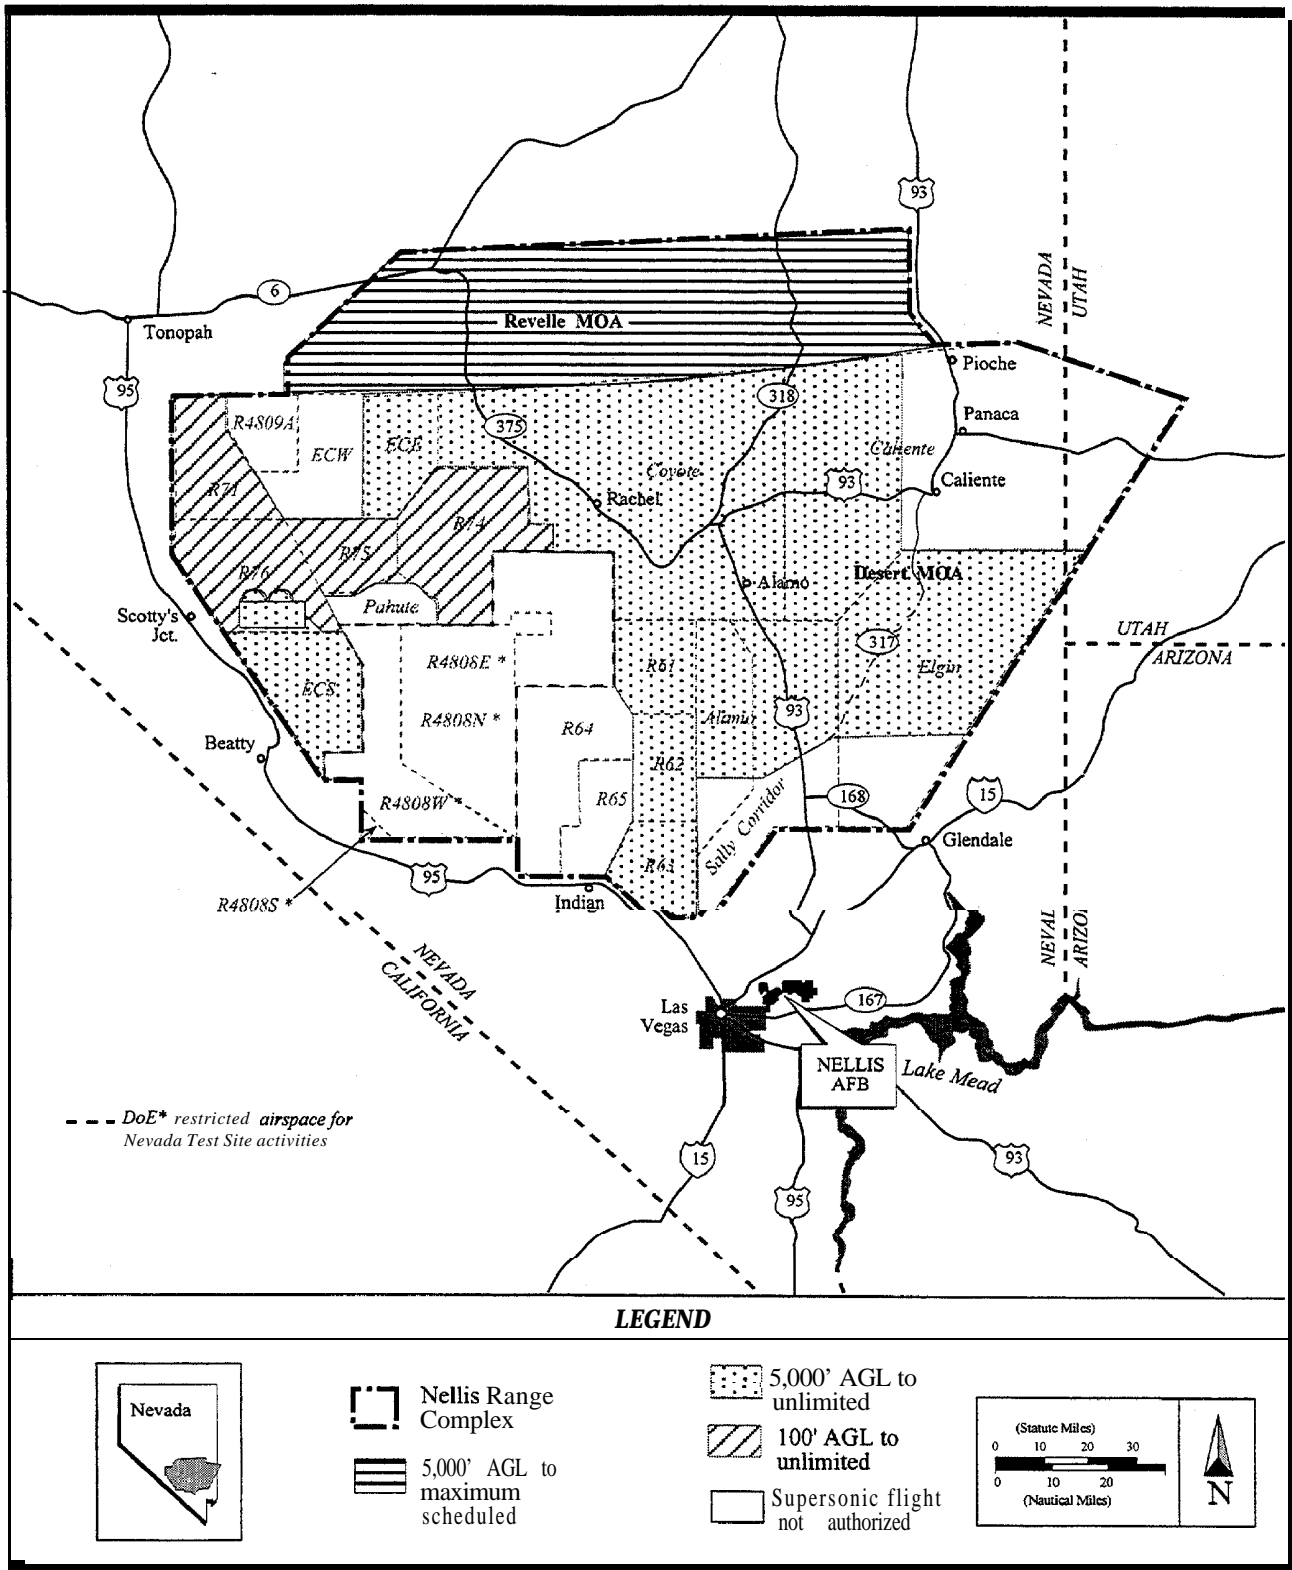 93
NEVADA
UTAH
6
Tonopah
Revelle MOA
Pioche
95
318
R4809A
Panaca
375
ECW
ECE
Caliente
Coyote
93
Caliente
R71
Rachel
R74
R75
R76
Alamo
Desert MOA
Pahute
Scotty's
Jct.
UTAH
ARIZONA
317
R4808E *
R61
Elgin
ECS
R4808N *
Alamo
93
R64
Beatty
R62
R65
R4808W *
168
15
Sally Corridor
Glendale
R63
95
R4808S *
Indian
NEVADA
CALIFORNIA
NEVAI
ARIZO
Las
Vegas
167
NELLIS
AFB
Lake Mead
DoE* restricted airspace for
Nevada Test Site activities
15
93
95
LEGEND
Nevada
Nellis Range
Complex
5,000' AGL to
maximum
scheduled
5,000' AGL to
unlimited
100' AGL to
unlimited
Supersonic flight
not authorized
(Statute Miles)
0 10 20 30
0 10 20
(Nautical Miles)
N